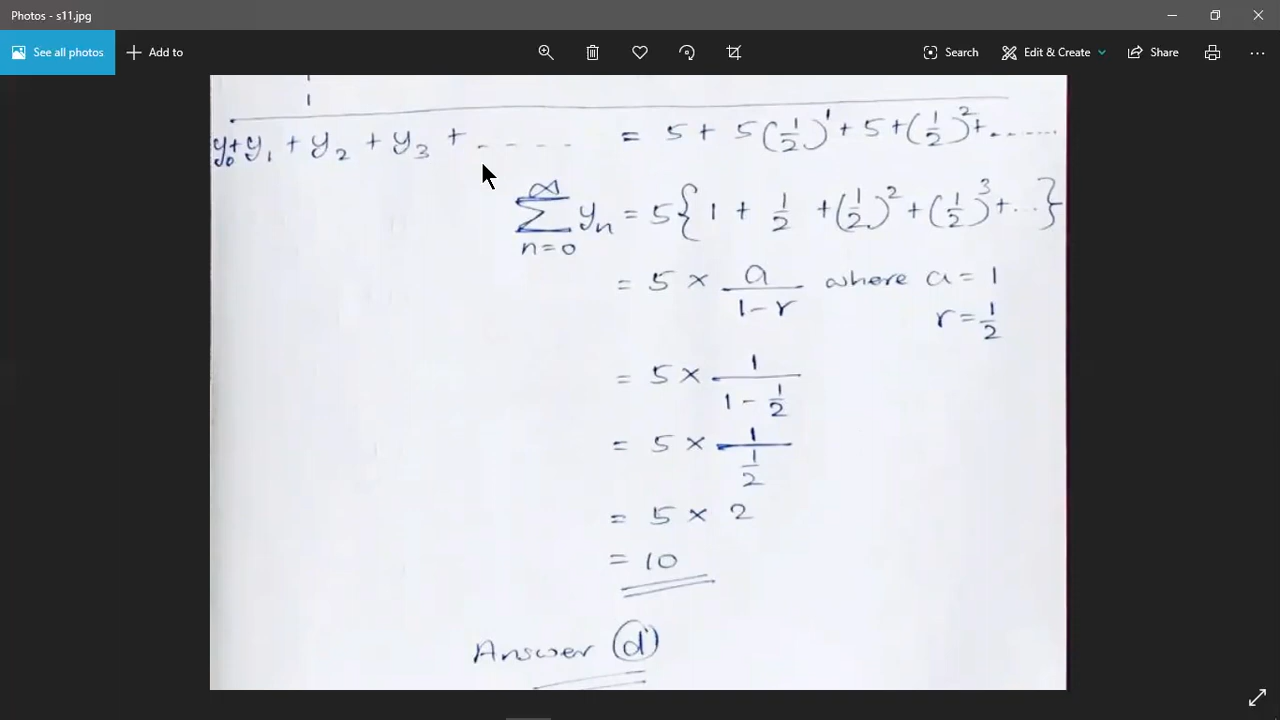 Photos - s11.jpg
See all photos
Add to
Search
Edit & Create
Share
y₀+y₁ + y₂ + y₃ + - - - - = 5 + 5(1/2)¹ + 5+(1/2)²+......
∑ₙ₌₀^∞ yₙ = 5{1 + 1/2 +(1/2)² +(1/2)³+...}
= 5 × a/(1-r) where a = 1
r = 1/2
= 5 × 1/(1 - 1/2)
= 5 × 1/(1/2)
= 5 × 2
= 10
Answer (d)